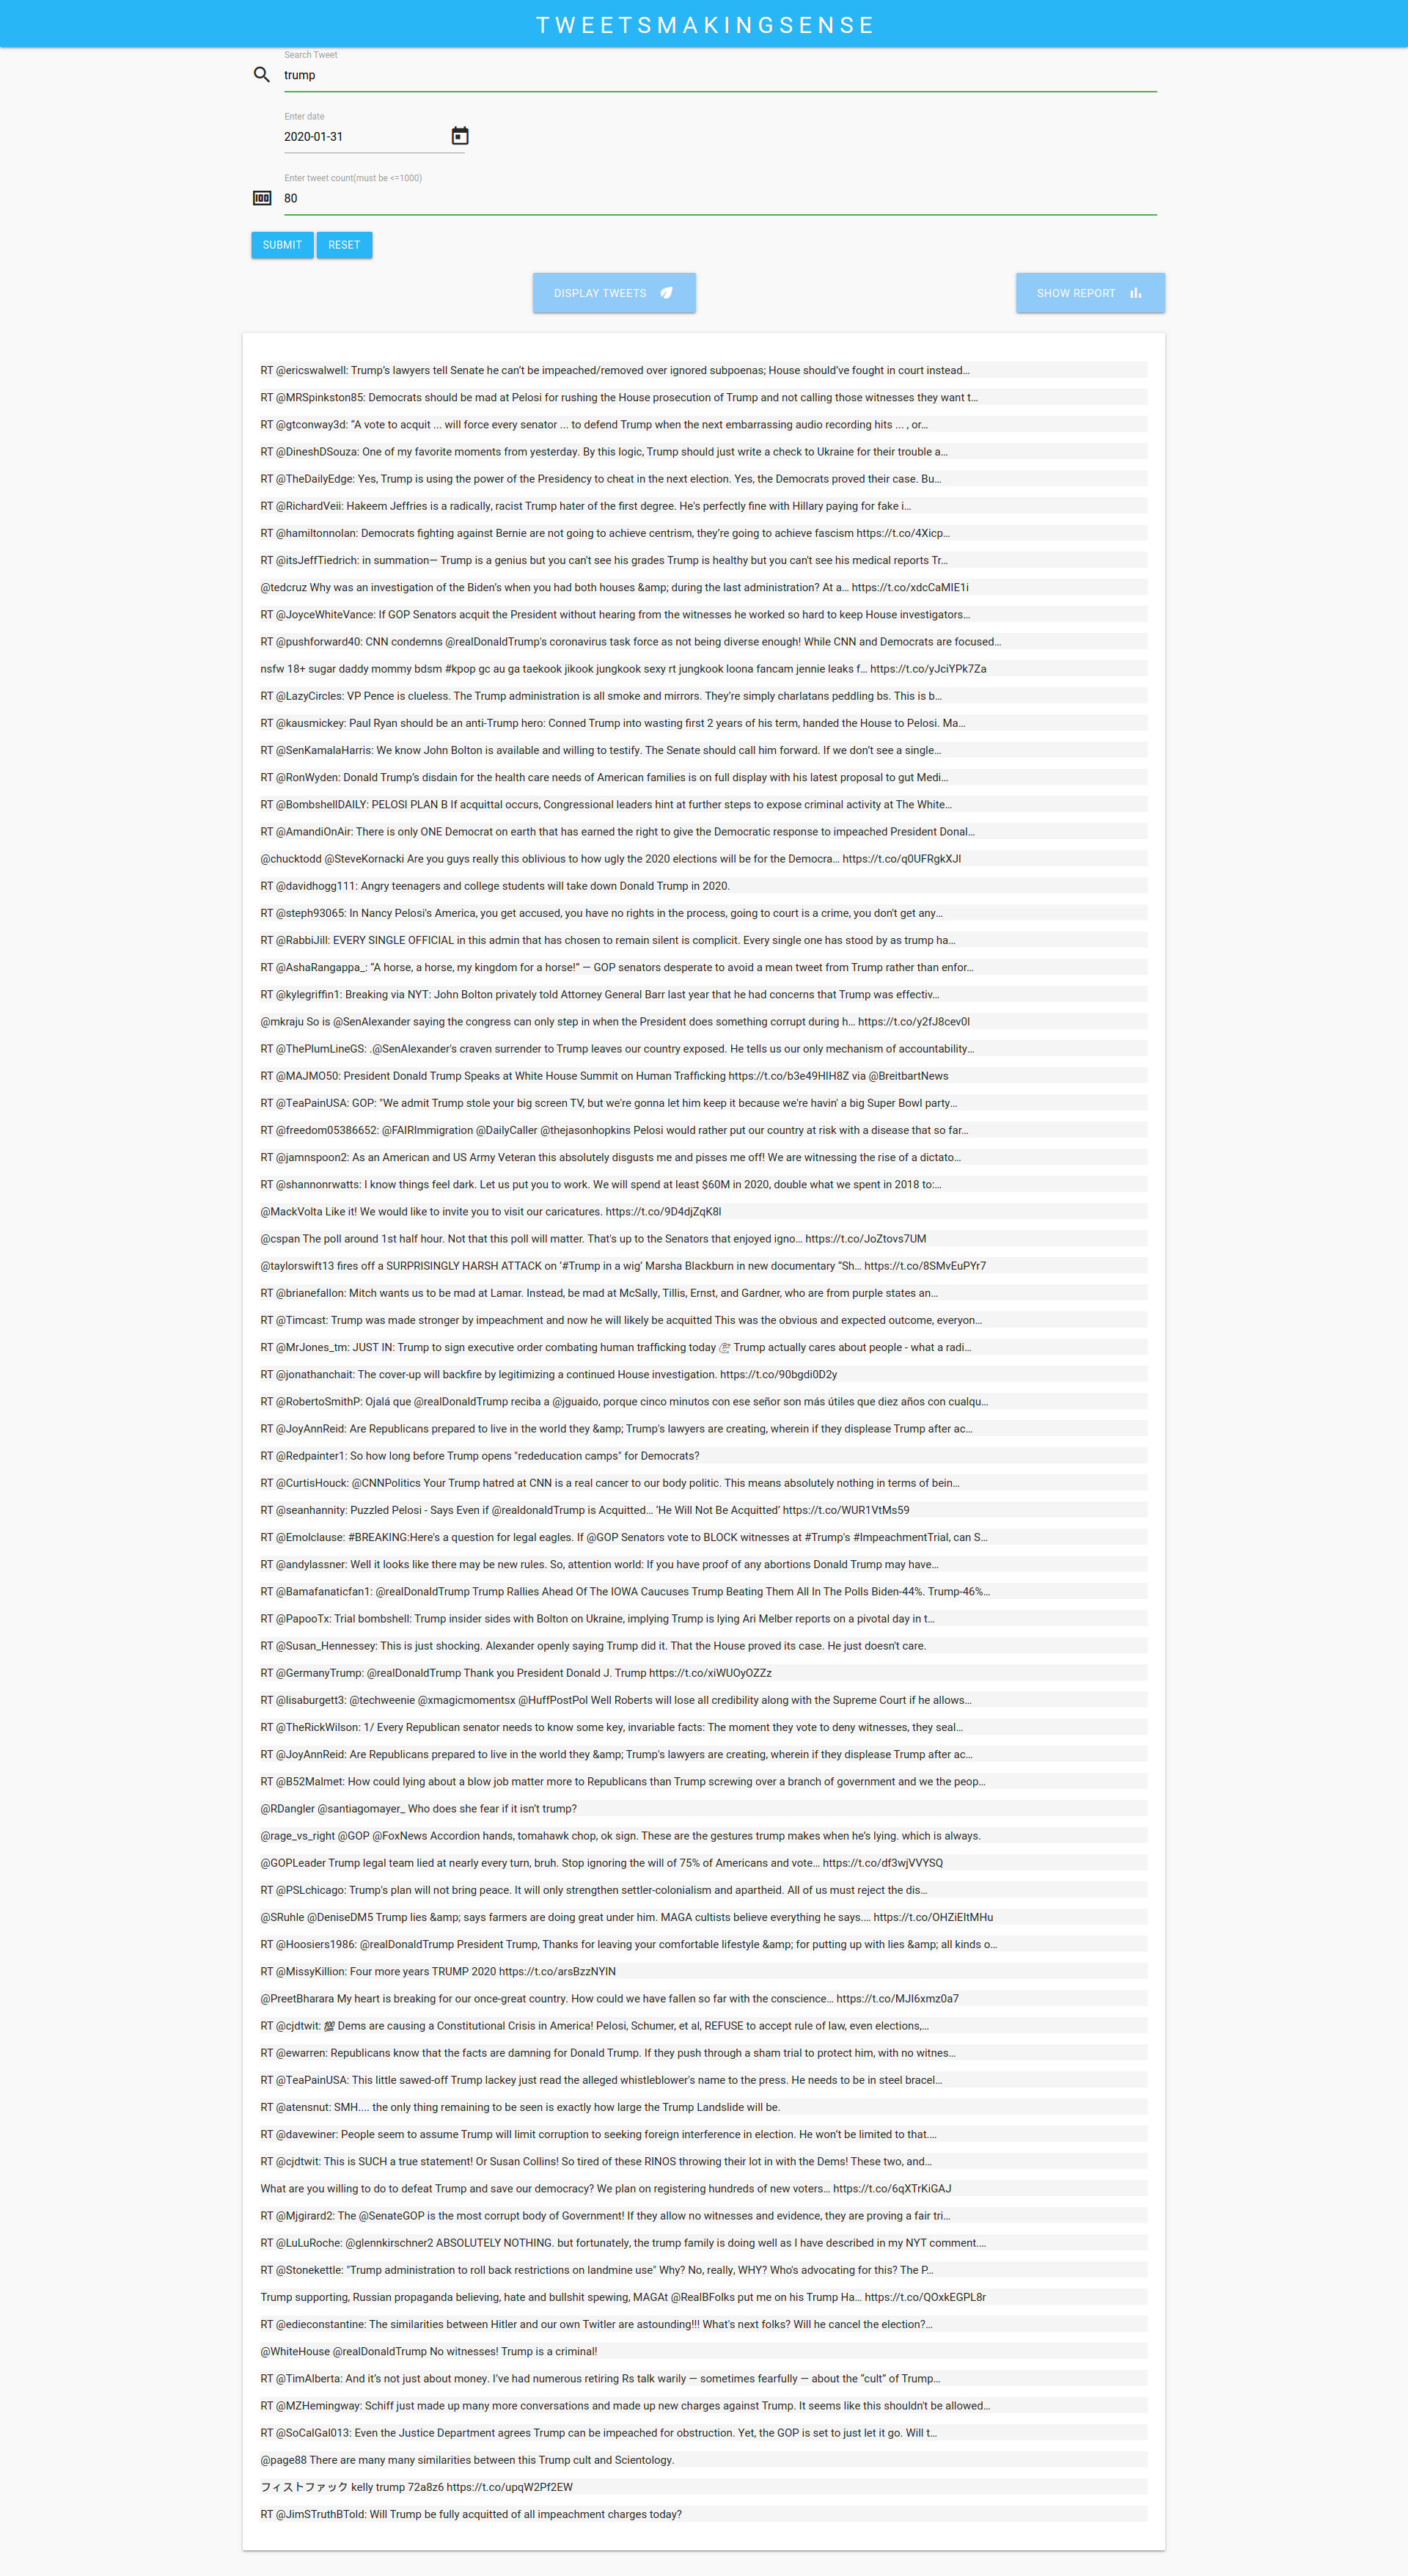 TWEETSMAKINGSENSE
Search Tweet
trump
Enter date
2020-01-31
Enter tweet count(must be <=1000)
80
SUBMIT RESET
DISPLAY TWEETS SHOW REPORT
RT @ericswalwell: Trump’s lawyers tell Senate he can’t be impeached/removed over ignored subpoenas; House should’ve fought in court instead…
RT @MRSpinkston85: Democrats should be mad at Pelosi for rushing the House prosecution of Trump and not calling those witnesses they want t…
RT @gtconway3d: “A vote to acquit ... will force every senator ... to defend Trump when the next embarrassing audio recording hits ... , or…
RT @DineshDSouza: One of my favorite moments from yesterday. By this logic, Trump should just write a check to Ukraine for their trouble a…
RT @TheDailyEdge: Yes, Trump is using the power of the Presidency to cheat in the next election. Yes, the Democrats proved their case. Bu…
RT @RichardVeii: Hakeem Jeffries is a radically, racist Trump hater of the first degree. He's perfectly fine with Hillary paying for fake i…
RT @hamiltonnolan: Democrats fighting against Bernie are not going to achieve centrism, they’re going to achieve fascism https://t.co/4Xicp…
RT @itsJeffTiedrich: in summation— Trump is a genius but you can't see his grades Trump is healthy but you can't see his medical reports Tr…
@tedcruz Why was an investigation of the Biden’s when you had both houses &amp; during the last administration? At a… https://t.co/xdcCaMIE1i
RT @JoyceWhiteVance: If GOP Senators acquit the President without hearing from the witnesses he worked so hard to keep House investigators…
RT @pushforward40: CNN condemns @realDonaldTrump's coronavirus task force as not being diverse enough! While CNN and Democrats are focused…
nsfw 18+ sugar daddy mommy bdsm #kpop gc au ga taekook jikook jungkook sexy rt jungkook loona fancam jennie leaks f… https://t.co/yJciYPk7Za
RT @LazyCircles: VP Pence is clueless. The Trump administration is all smoke and mirrors. They’re simply charlatans peddling bs. This is b…
RT @kausmickey: Paul Ryan should be an anti-Trump hero: Conned Trump into wasting first 2 years of his term, handed the House to Pelosi. Ma…
RT @SenKamalaHarris: We know John Bolton is available and willing to testify. The Senate should call him forward. If we don’t see a single…
RT @RonWyden: Donald Trump’s disdain for the health care needs of American families is on full display with his latest proposal to gut Medi…
RT @BombshellDAILY: PELOSI PLAN B If acquittal occurs, Congressional leaders hint at further steps to expose criminal activity at The White…
RT @AmandiOnAir: There is only ONE Democrat on earth that has earned the right to give the Democratic response to impeached President Donal…
@chucktodd @SteveKornacki Are you guys really this oblivious to how ugly the 2020 elections will be for the Democra… https://t.co/q0UFRgkXJI
RT @davidhogg111: Angry teenagers and college students will take down Donald Trump in 2020.
RT @steph93065: In Nancy Pelosi's America, you get accused, you have no rights in the process, going to court is a crime, you don't get any…
RT @RabbiJill: EVERY SINGLE OFFICIAL in this admin that has chosen to remain silent is complicit. Every single one has stood by as trump ha…
RT @AshaRangappa_: “A horse, a horse, my kingdom for a horse!” — GOP senators desperate to avoid a mean tweet from Trump rather than enfor…
RT @kylegriffin1: Breaking via NYT: John Bolton privately told Attorney General Barr last year that he had concerns that Trump was effectiv…
@mkraju So is @SenAlexander saying the congress can only step in when the President does something corrupt during h… https://t.co/y2fJ8cev0l
RT @ThePlumLineGS: .@SenAlexander's craven surrender to Trump leaves our country exposed. He tells us our only mechanism of accountability…
RT @MAJMO50: President Donald Trump Speaks at White House Summit on Human Trafficking https://t.co/b3e49HIH8Z via @BreitbartNews
RT @TeaPainUSA: GOP: "We admit Trump stole your big screen TV, but we're gonna let him keep it because we're havin' a big Super Bowl party…
RT @freedom05386652: @FAIRImmigration @DailyCaller @thejasonhopkins Pelosi would rather put our country at risk with a disease that so far…
RT @jamnspoon2: As an American and US Army Veteran this absolutely disgusts me and pisses me off! We are witnessing the rise of a dictato…
RT @shannonrwatts: I know things feel dark. Let us put you to work. We will spend at least $60M in 2020, double what we spent in 2018 to:…
@MackVolta Like it! We would like to invite you to visit our caricatures. https://t.co/9D4djZqK8l
@cspan The poll around 1st half hour. Not that this poll will matter. That's up to the Senators that enjoyed igno… https://t.co/JoZtovs7UM
@taylorswift13 fires off a SURPRISINGLY HARSH ATTACK on ‘#Trump in a wig’ Marsha Blackburn in new documentary “Sh… https://t.co/8SMvEuPYr7
RT @brianefallon: Mitch wants us to be mad at Lamar. Instead, be mad at McSally, Tillis, Ernst, and Gardner, who are from purple states an…
RT @Timcast: Trump was made stronger by impeachment and now he will likely be acquitted This was the obvious and expected outcome, everyon…
RT @MrJones_tm: JUST IN: Trump to sign executive order combating human trafficking today Trump actually cares about people - what a radi…
RT @jonathanchait: The cover-up will backfire by legitimizing a continued House investigation. https://t.co/90bgdi0D2y
RT @RobertoSmithP: Ojalá que @realDonaldTrump reciba a @jguaido, porque cinco minutos con ese señor son más útiles que diez años con cualqu…
RT @JoyAnnReid: Are Republicans prepared to live in the world they &amp; Trump's lawyers are creating, wherein if they displease Trump after ac…
RT @Redpainter1: So how long before Trump opens "rededucation camps" for Democrats?
RT @CurtisHouck: @CNNPolitics Your Trump hatred at CNN is a real cancer to our body politic. This means absolutely nothing in terms of bein…
RT @seanhannity: Puzzled Pelosi - Says Even if @realdonaldTrump is Acquitted… ‘He Will Not Be Acquitted’ https://t.co/WUR1VtMs59
RT @Emolclause: #BREAKING:Here's a question for legal eagles. If @GOP Senators vote to BLOCK witnesses at #Trump's #ImpeachmentTrial, can S…
RT @andylassner: Well it looks like there may be new rules. So, attention world: If you have proof of any abortions Donald Trump may have…
RT @Bamafanaticfan1: @realDonaldTrump Trump Rallies Ahead Of The IOWA Caucuses Trump Beating Them All In The Polls Biden-44%. Trump-46%…
RT @PapooTx: Trial bombshell: Trump insider sides with Bolton on Ukraine, implying Trump is lying Ari Melber reports on a pivotal day in t…
RT @Susan_Hennessey: This is just shocking. Alexander openly saying Trump did it. That the House proved its case. He just doesn't care.
RT @GermanyTrump: @realDonaldTrump Thank you President Donald J. Trump https://t.co/xiWUOyOZZz
RT @lisaburgett3: @techweenie @xmagicmomentsx @HuffPostPol Well Roberts will lose all credibility along with the Supreme Court if he allows…
RT @TheRickWilson: 1/ Every Republican senator needs to know some key, invariable facts: The moment they vote to deny witnesses, they seal…
RT @JoyAnnReid: Are Republicans prepared to live in the world they &amp; Trump's lawyers are creating, wherein if they displease Trump after ac…
RT @B52Malmet: How could lying about a blow job matter more to Republicans than Trump screwing over a branch of government and we the peop…
@RDangler @santiagomayer_ Who does she fear if it isn’t trump?
@rage_vs_right @GOP @FoxNews Accordion hands, tomahawk chop, ok sign. These are the gestures trump makes when he’s lying. which is always.
@GOPLeader Trump legal team lied at nearly every turn, bruh. Stop ignoring the will of 75% of Americans and vote… https://t.co/df3wjVVYSQ
RT @PSLchicago: Trump's plan will not bring peace. It will only strengthen settler-colonialism and apartheid. All of us must reject the dis…
@SRuhle @DeniseDM5 Trump lies &amp; says farmers are doing great under him. MAGA cultists believe everything he says.… https://t.co/OHZiEItMHu
RT @Hoosiers1986: @realDonaldTrump President Trump, Thanks for leaving your comfortable lifestyle &amp; for putting up with lies &amp; all kinds o…
RT @MissyKillion: Four more years TRUMP 2020 https://t.co/arsBzzNYIN
@PreetBharara My heart is breaking for our once-great country. How could we have fallen so far with the conscience… https://t.co/MJI6xmz0a7
RT @cjdtwit: 💯 Dems are causing a Constitutional Crisis in America! Pelosi, Schumer, et al, REFUSE to accept rule of law, even elections,…
RT @ewarren: Republicans know that the facts are damning for Donald Trump. If they push through a sham trial to protect him, with no witnes…
RT @TeaPainUSA: This little sawed-off Trump lackey just read the alleged whistleblower's name to the press. He needs to be in steel bracel…
RT @atensnut: SMH.... the only thing remaining to be seen is exactly how large the Trump Landslide will be.
RT @davewiner: People seem to assume Trump will limit corruption to seeking foreign interference in election. He won’t be limited to that.…
RT @cjdtwit: This is SUCH a true statement! Or Susan Collins! So tired of these RINOS throwing their lot in with the Dems! These two, and…
What are you willing to do to defeat Trump and save our democracy? We plan on registering hundreds of new voters… https://t.co/6qXTrKiGAJ
RT @Mjgirard2: The @SenateGOP is the most corrupt body of Government! If they allow no witnesses and evidence, they are proving a fair tri…
RT @LuLuRoche: @glennkirschner2 ABSOLUTELY NOTHING. but fortunately, the trump family is doing well as I have described in my NYT comment.…
RT @Stonekettle: "Trump administration to roll back restrictions on landmine use" Why? No, really, WHY? Who's advocating for this? The P…
Trump supporting, Russian propaganda believing, hate and bullshit spewing, MAGAt @RealBFolks put me on his Trump Ha… https://t.co/QOxkEGPL8r
RT @edieconstantine: The similarities between Hitler and our own Twitler are astounding!!! What's next folks? Will he cancel the election?…
@WhiteHouse @realDonaldTrump No witnesses! Trump is a criminal!
RT @TimAlberta: And it’s not just about money. I’ve had numerous retiring Rs talk warily — sometimes fearfully — about the “cult” of Trump…
RT @MZHemingway: Schiff just made up many more conversations and made up new charges against Trump. It seems like this shouldn't be allowed…
RT @SoCalGal013: Even the Justice Department agrees Trump can be impeached for obstruction. Yet, the GOP is set to just let it go. Will t…
@page88 There are many many similarities between this Trump cult and Scientology.
フィストファック kelly trump 72a8z6 https://t.co/upqW2Pf2EW
RT @JimSTruthBTold: Will Trump be fully acquitted of all impeachment charges today?